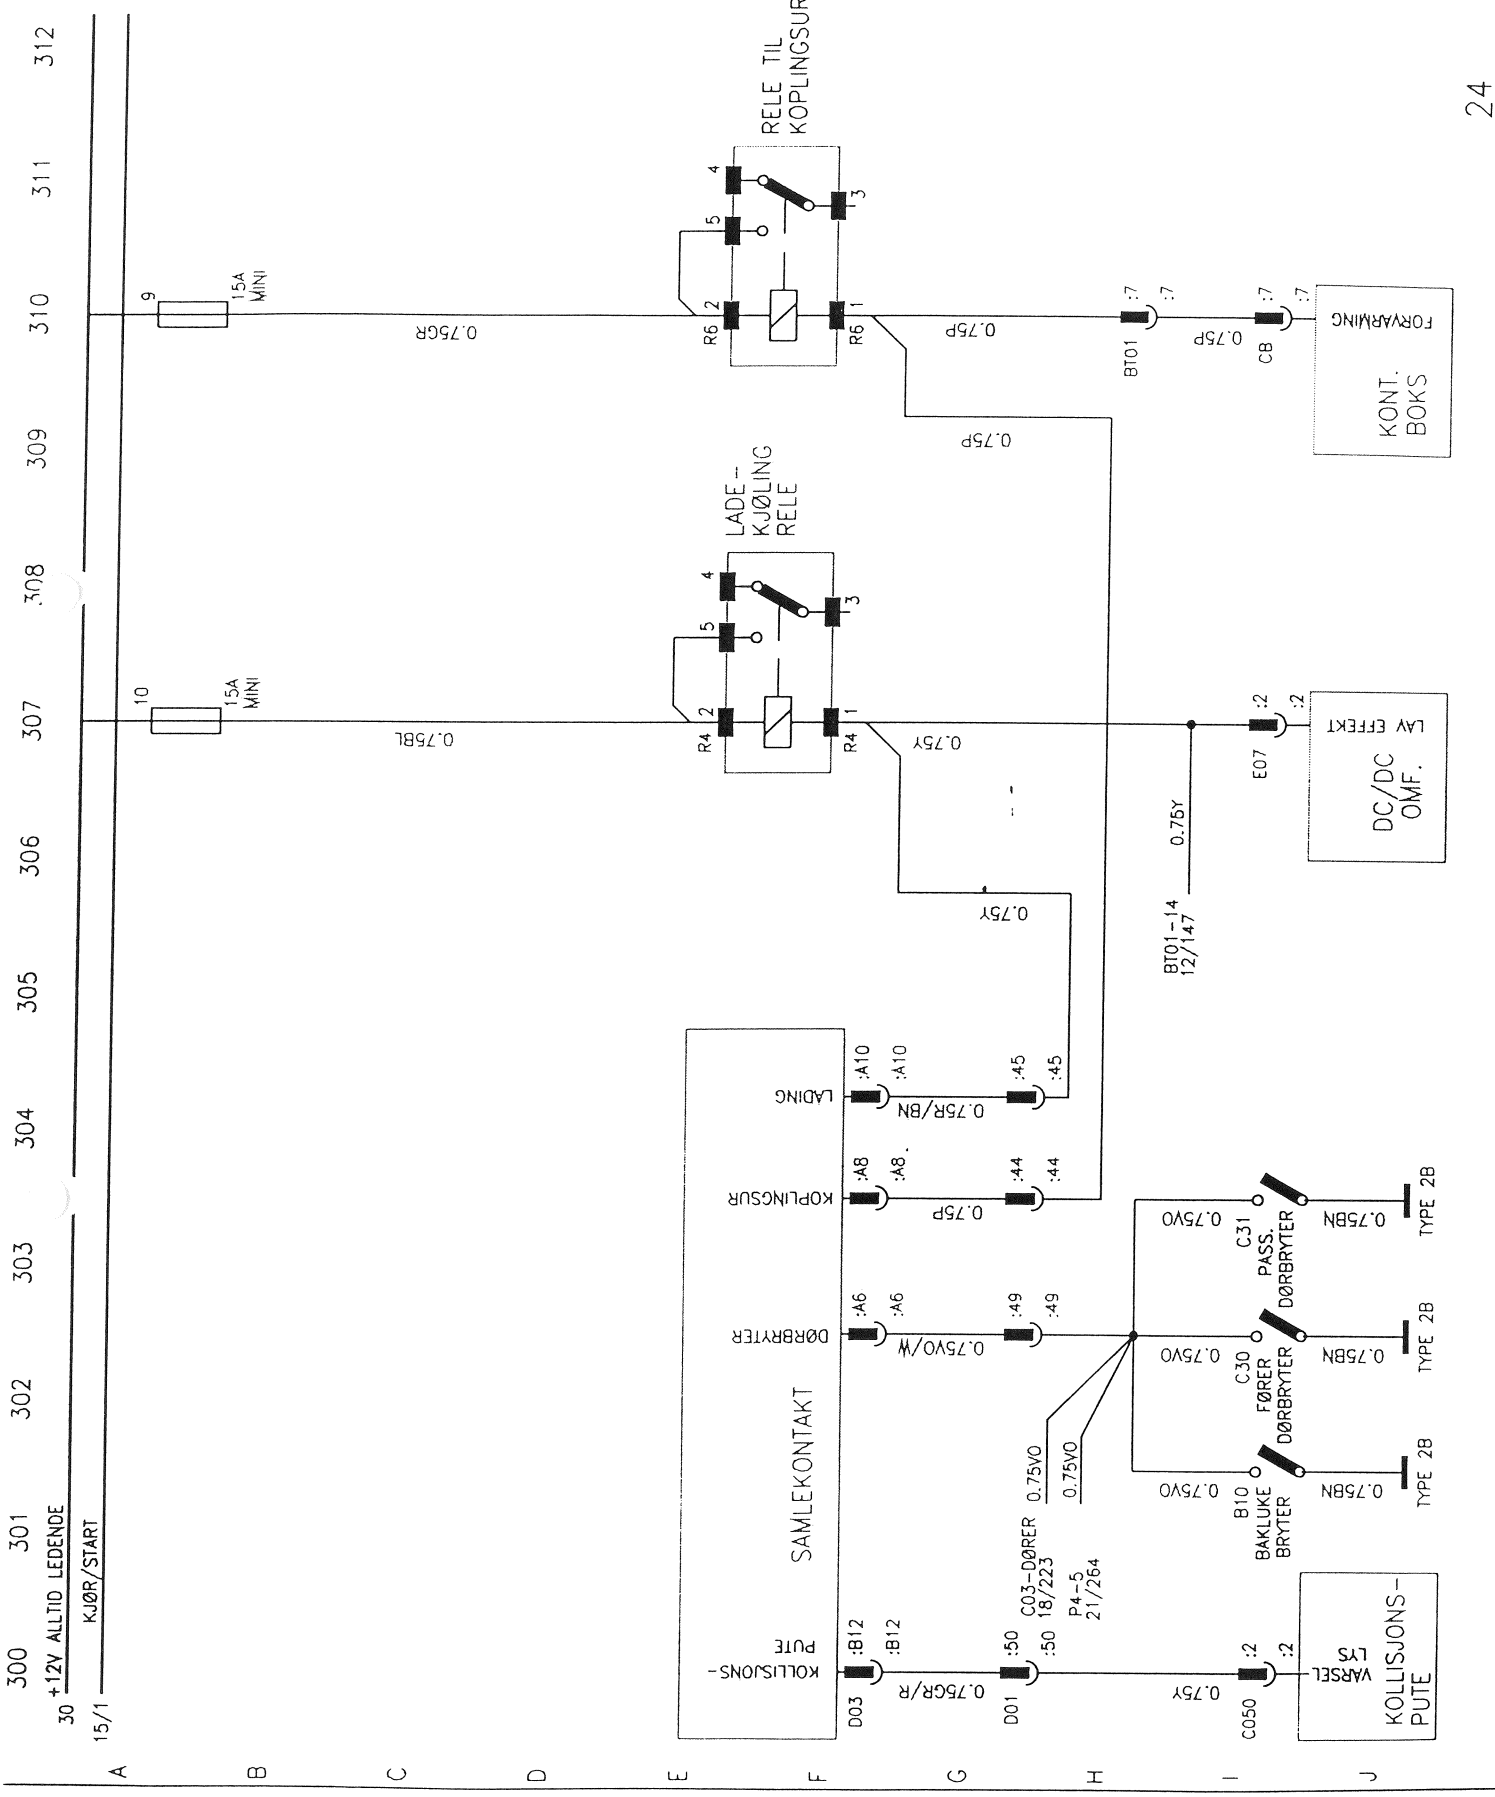 300
301
302
303
304
305
306
307
308
309
310
311
312
30
+12V ALLTID LEDENDE
15/1
KJØR/START
A
B
C
D
E
F
G
H
I
J
10
15A
MINI
9
15A
MINI
0.75BL
0.75GR
LADE-
KJØLING
RELE
R4
2
5
4
R4
1
3
RELE TIL
KOPLINGSUR
R6
2
5
4
R6
1
3
SAMLEKONTAKT
KOLLISJONS-
PUTE
DØRBRYTER
KOPLINGSUR
LADING
D03
:B12
:B12
:A6
:A6
:A8
:A8
:A10
:A10
0.75GR/R
0.75VO/W
0.75P
0.75R/BN
D01
:50
:50
:49
:49
:44
:44
:45
:45
0.75Y
0.75Y
0.75P
0.75P
C03-DØRER
18/223
0.75VO
P4-5
21/264
0.75VO
BT01-14
12/147
0.75Y
BT01
:7
:7
0.75P
0.75Y
0.75VO
0.75VO
0.75VO
C050
:2
:2
B10
BAKLUKE
BRYTER
C30
FØRER
DØRBRYTER
C31
PASS.
DØRBRYTER
E07
:2
:2
CB
:7
:7
0.75BN
0.75BN
0.75BN
TYPE 2B
TYPE 2B
TYPE 2B
VARSEL
LYS
KOLLISJONS-
PUTE
LAV EFFEKT
DC/DC
OMF.
FORVARMING
KONT.
BOKS
24